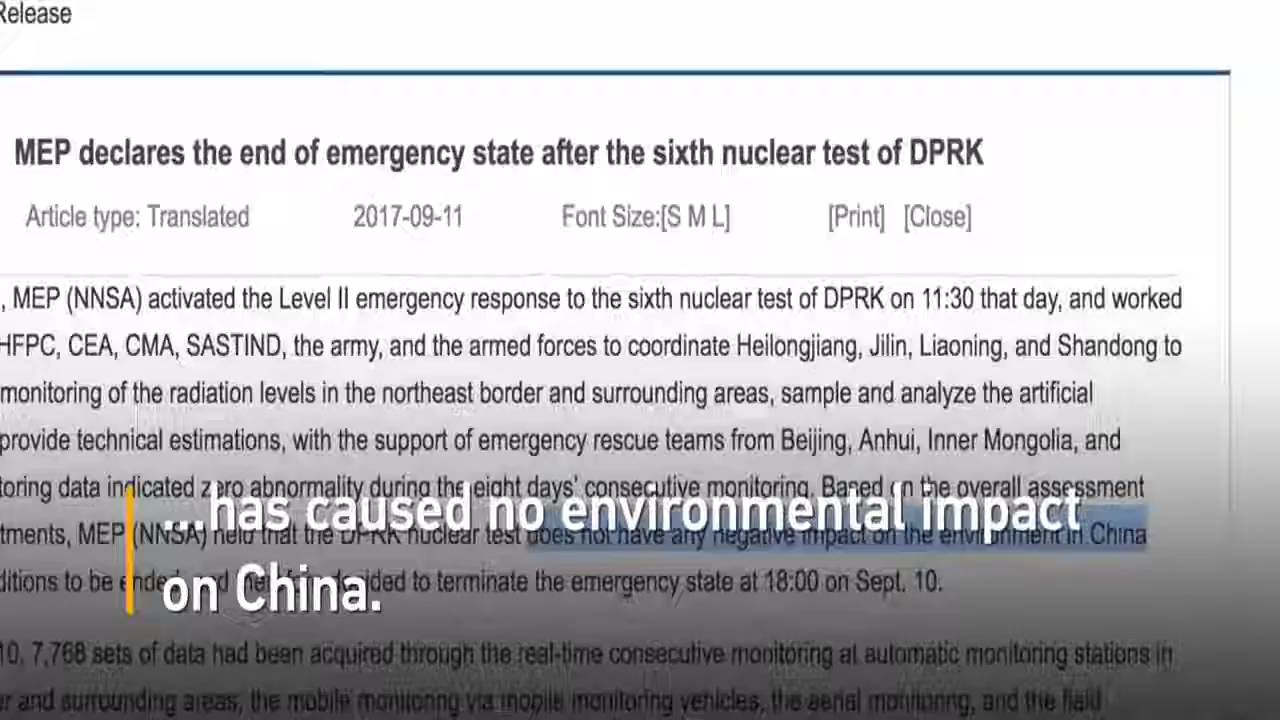 Release
MEP declares the end of emergency state after the sixth nuclear test of DPRK
Article type: Translated 2017-09-11 Font Size:[S M L] [Print] [Close]
, MEP (NNSA) activated the Level II emergency response to the sixth nuclear test of DPRK on 11:30 that day, and worked
HFPC, CEA, CMA, SASTIND, the army, and the armed forces to coordinate Heilongjiang, Jilin, Liaoning, and Shandong to
monitoring of the radiation levels in the northeast border and surrounding areas, sample and analyze the artificial
provide technical estimations, with the support of emergency rescue teams from Beijing, Anhui, Inner Mongolia, and
toring data indicated zero abnormality during the eight days' consecutive monitoring. Based on the overall assessment
...has caused no environmental impact
tments, MEP (NNSA) held that the DPRK nuclear test does not have any negative impact on the environment in China
ditions to be ended, and decided to terminate the emergency state at 18:00 on Sept. 10.
on China.
10, 7,768 sets of data had been acquired through the real-time consecutive monitoring at automatic monitoring stations in
er and surrounding areas, the mobile monitoring via mobile monitoring vehicles, the aerial monitoring, and the field